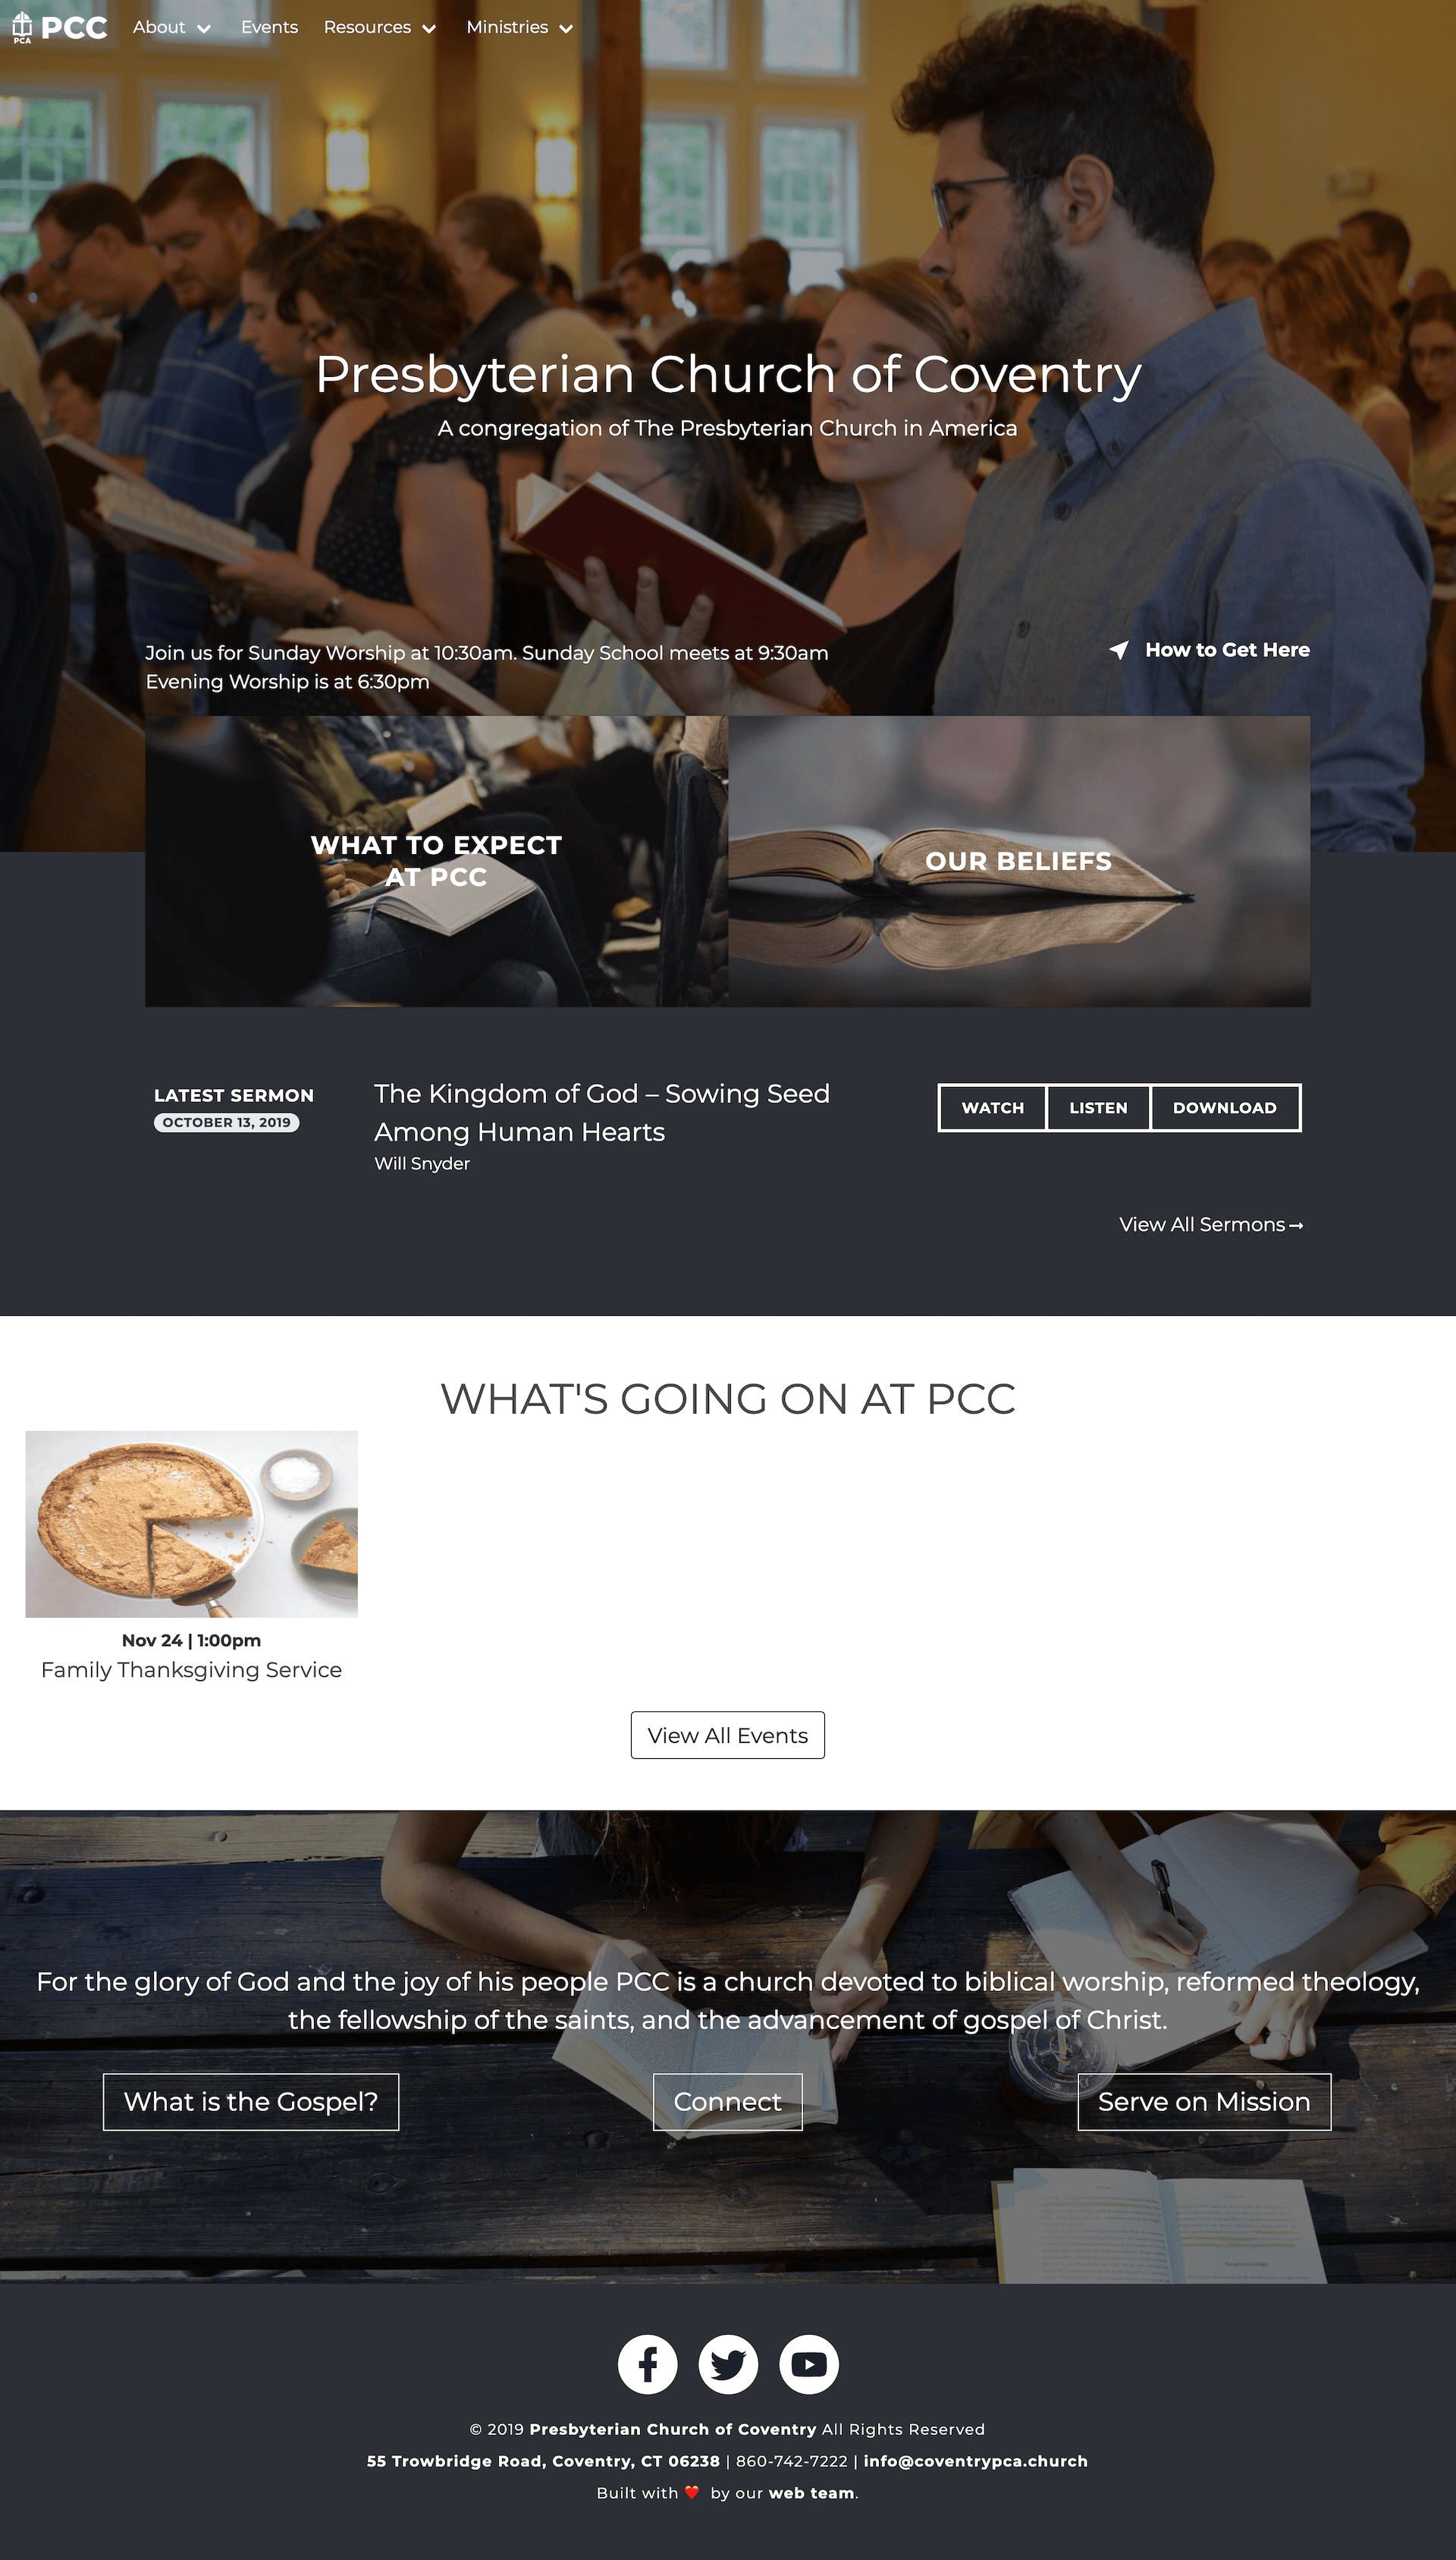 PCA
PCC
About
Events
Resources
Ministries
Presbyterian Church of Coventry
A congregation of The Presbyterian Church in America
Join us for Sunday Worship at 10:30am. Sunday School meets at 9:30am
Evening Worship is at 6:30pm
How to Get Here
WHAT TO EXPECT
AT PCC
OUR BELIEFS
LATEST SERMON
OCTOBER 13, 2019
The Kingdom of God – Sowing Seed
Among Human Hearts
Will Snyder
WATCH
LISTEN
DOWNLOAD
View All Sermons→
WHAT'S GOING ON AT PCC
Nov 24 | 1:00pm
Family Thanksgiving Service
View All Events
For the glory of God and the joy of his people PCC is a church devoted to biblical worship, reformed theology,
the fellowship of the saints, and the advancement of gospel of Christ.
What is the Gospel?
Connect
Serve on Mission
© 2019 Presbyterian Church of Coventry All Rights Reserved
55 Trowbridge Road, Coventry, CT 06238 | 860-742-7222 | info@coventrypca.church
Built with ❤️ by our web team.